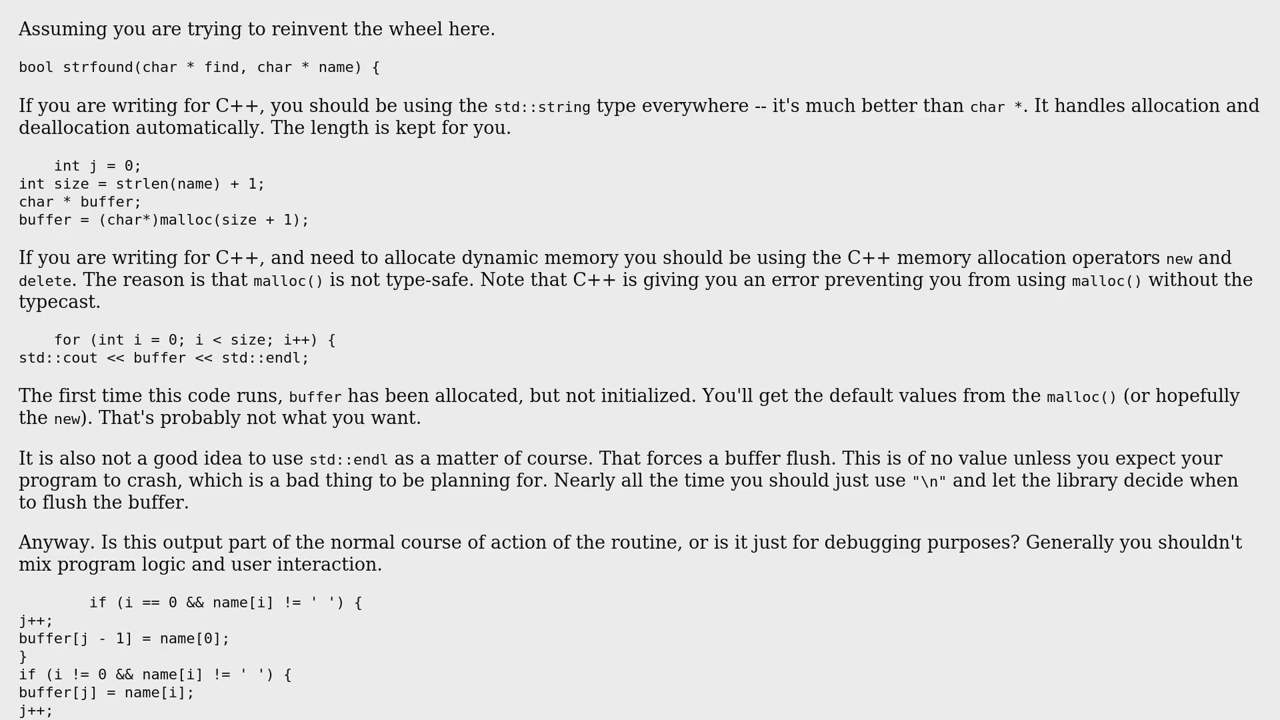 Assuming you are trying to reinvent the wheel here.
bool strfound(char * find, char * name) {
If you are writing for C++, you should be using the std::string type everywhere -- it's much better than char *. It handles allocation and
deallocation automatically. The length is kept for you.
    int j = 0;
int size = strlen(name) + 1;
char * buffer;
buffer = (char*)malloc(size + 1);
If you are writing for C++, and need to allocate dynamic memory you should be using the C++ memory allocation operators new and
delete. The reason is that malloc() is not type-safe. Note that C++ is giving you an error preventing you from using malloc() without the
typecast.
    for (int i = 0; i < size; i++) {
std::cout << buffer << std::endl;
The first time this code runs, buffer has been allocated, but not initialized. You'll get the default values from the malloc() (or hopefully
the new). That's probably not what you want.
It is also not a good idea to use std::endl as a matter of course. That forces a buffer flush. This is of no value unless you expect your
program to crash, which is a bad thing to be planning for. Nearly all the time you should just use "\n" and let the library decide when
to flush the buffer.
Anyway. Is this output part of the normal course of action of the routine, or is it just for debugging purposes? Generally you shouldn't
mix program logic and user interaction.
        if (i == 0 && name[i] != ' ') {
j++;
buffer[j - 1] = name[0];
}
if (i != 0 && name[i] != ' ') {
buffer[j] = name[i];
j++;